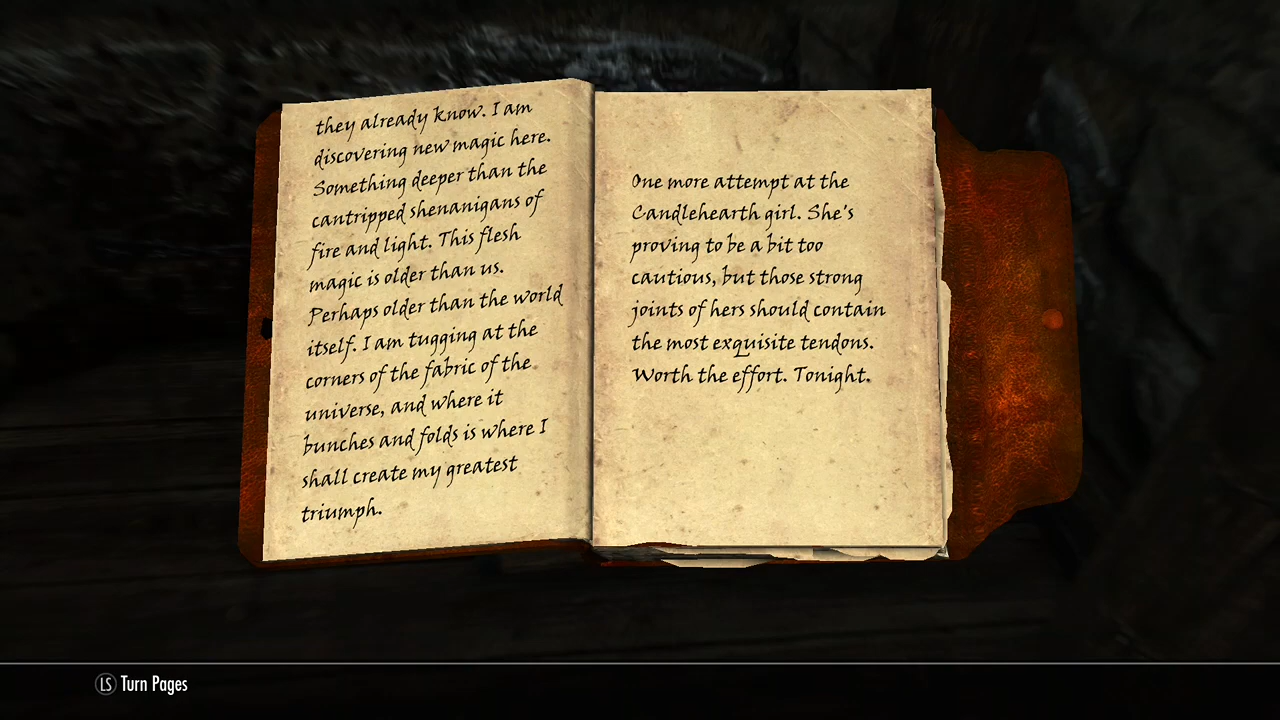 they already know. I am
discovering new magic here.
Something deeper than the
cantripped shenanigans of
fire and light. This flesh
magic is older than us.
Perhaps older than the world
itself. I am tugging at the
corners of the fabric of the
universe, and where it
bunches and folds is where I
shall create my greatest
triumph.
One more attempt at the
Candlehearth girl. She's
proving to be a bit too
cautious, but those strong
joints of hers should contain
the most exquisite tendons.
Worth the effort. Tonight.
LS Turn Pages